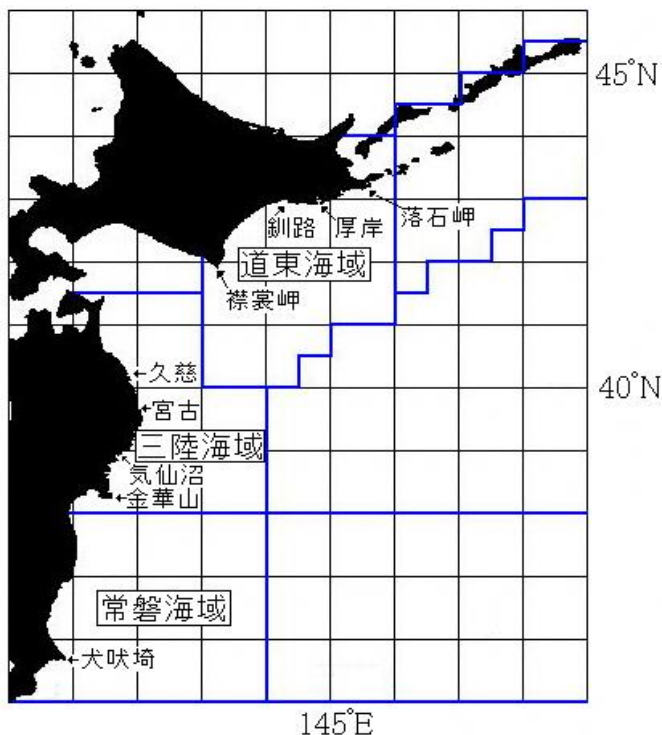 45°N
落石岬
釧路
厚岸
道東海域
襟裳岬
久慈
40°N
宮古
三陸海域
気仙沼
金華山
常磐海域
犬吠埼
145°E